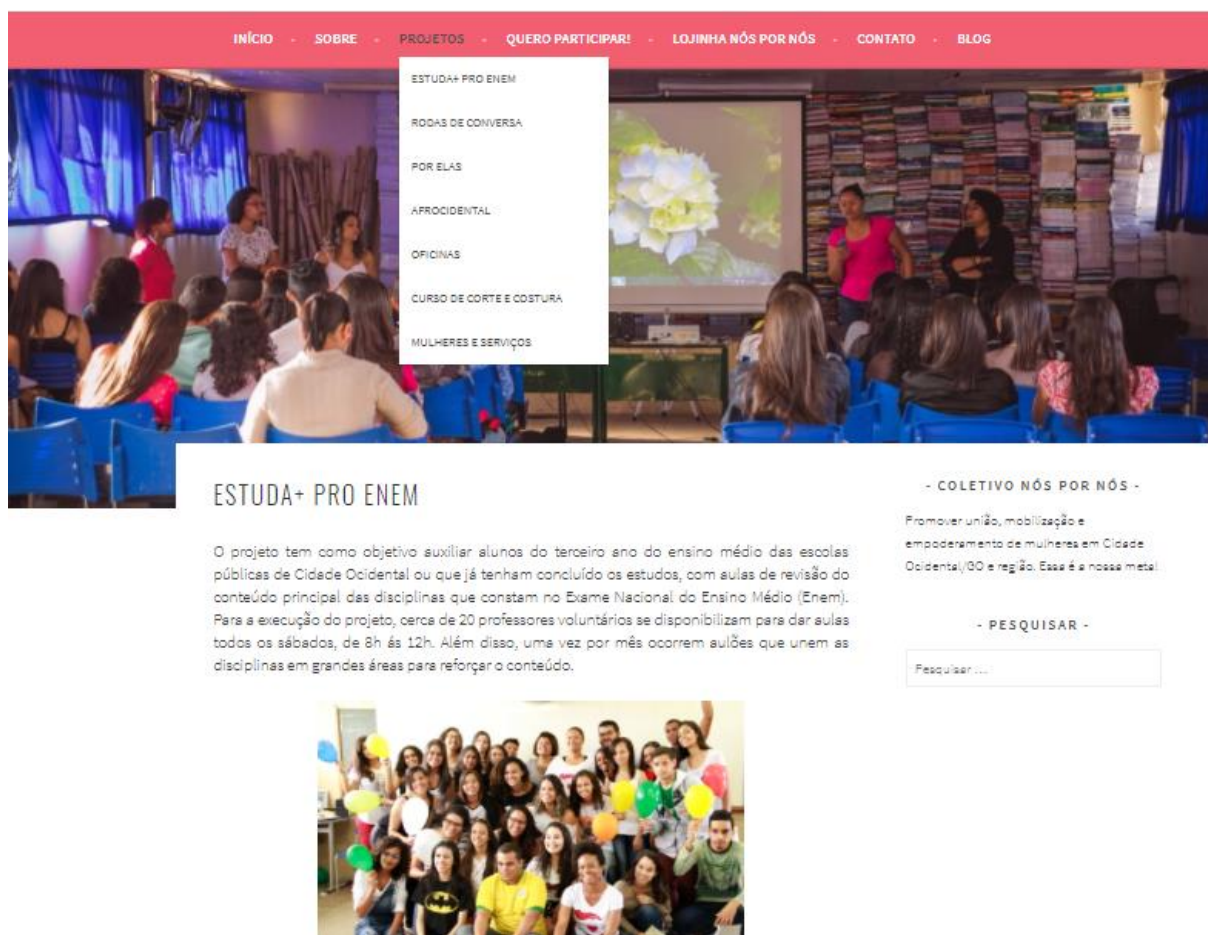 INÍCIO - SOBRE - PROJETOS - QUERO PARTICIPAR! - LOJINHA NÓS POR NÓS - CONTATO - BLOG
ESTUDA+ PRO ENEM
RODAS DE CONVERSA
POR ELAS
AFROCIDENTAL
OFICINAS
CURSO DE CORTE E COSTURA
MULHERES E SERVIÇOS
ESTUDA+ PRO ENEM
O projeto tem como objetivo auxiliar alunos do terceiro ano do ensino médio das escolas
públicas de Cidade Ocidental ou que já tenham concluído os estudos, com aulas de revisão do
conteúdo principal das disciplinas que constam no Exame Nacional do Ensino Médio (Enem).
Para a execução do projeto, cerca de 20 professores voluntários se disponibilizam para dar aulas
todos os sábados, de 8h ás 12h. Além disso, uma vez por mês ocorrem aulões que unem as
disciplinas em grandes áreas para reforçar o conteúdo.
- COLETIVO NÓS POR NÓS -
Promover união, mobilização e
empoderamento de mulheres em Cidade
Ocidental/GO e região. Essa é a nossa meta!
- PESQUISAR -
Pesquisar ...